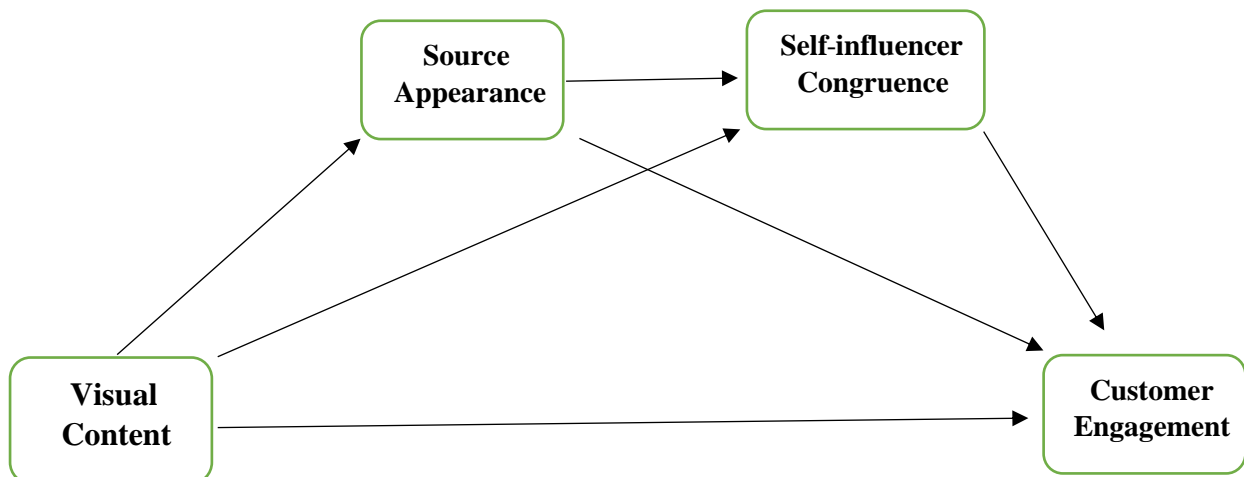 Source
Appearance
Self-influencer
Congruence
Visual
Content
Customer
Engagement